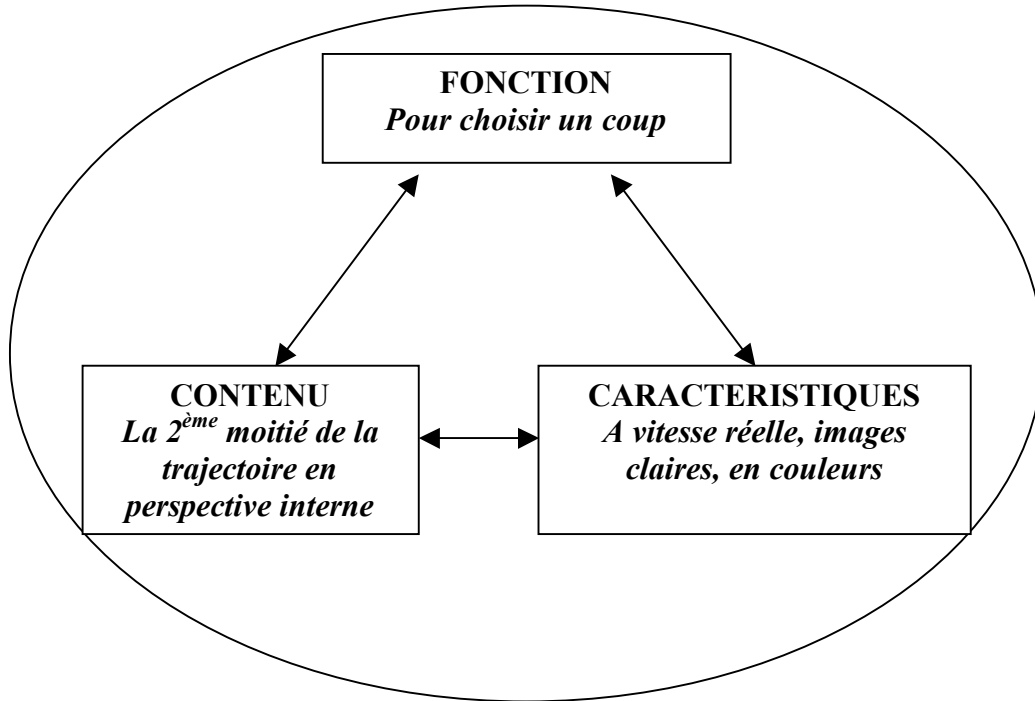 FONCTION
Pour choisir un coup
CONTENU
La 2ème moitié de la
trajectoire en
perspective interne
CARACTERISTIQUES
A vitesse réelle, images
claires, en couleurs